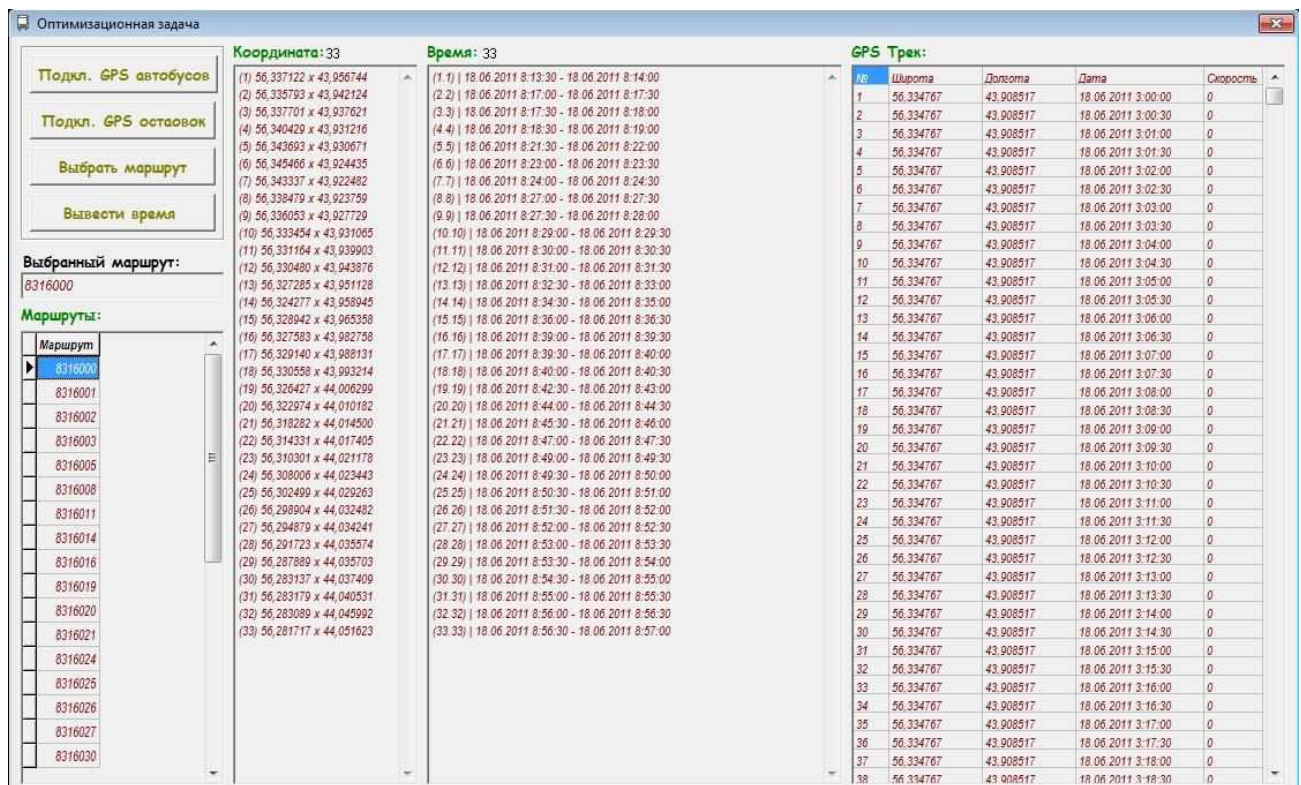 Оптимизационная задача
Подкл. GPS автобусов
Подкл. GPS остаовок
Выбрать маршрут
Вывести время
Выбранный маршрут:
8316000
Маршруты:
Маршрут
8316000
8316001
8316002
8316003
8316005
8316008
8316011
8316014
8316016
8316019
8316020
8316021
8316024
8316025
8316026
8316027
8316030
Координата: 33
(1) 56,337122 x 43,956744
(2) 56,335793 x 43,942124
(3) 56,337701 x 43,937621
(4) 56,340429 x 43,931216
(5) 56,343693 x 43,930671
(6) 56,345466 x 43,924435
(7) 56,343337 x 43,922482
(8) 56,338479 x 43,923759
(9) 56,336053 x 43,927729
(10) 56,333454 x 43,931065
(11) 56,331164 x 43,939903
(12) 56,330480 x 43,943876
(13) 56,327285 x 43,951128
(14) 56,324277 x 43,958945
(15) 56,328942 x 43,965358
(16) 56,327583 x 43,982758
(17) 56,329140 x 43,988131
(18) 56,330558 x 43,993214
(19) 56,326427 x 44,006299
(20) 56,322974 x 44,010182
(21) 56,318282 x 44,014500
(22) 56,314331 x 44,017405
(23) 56,310301 x 44,021178
(24) 56,308006 x 44,023443
(25) 56,302499 x 44,029263
(26) 56,298904 x 44,032482
(27) 56,294879 x 44,034241
(28) 56,291723 x 44,035574
(29) 56,287889 x 44,035703
(30) 56,283137 x 44,037409
(31) 56,283179 x 44,040531
(32) 56,283089 x 44,045992
(33) 56,281717 x 44,051623
Время: 33
(1.1) | 18.06.2011 8:13:30 - 18.06.2011 8:14:00
(2.2) | 18.06.2011 8:17:00 - 18.06.2011 8:17:30
(3.3) | 18.06.2011 8:17:30 - 18.06.2011 8:18:00
(4.4) | 18.06.2011 8:18:30 - 18.06.2011 8:19:00
(5.5) | 18.06.2011 8:21:30 - 18.06.2011 8:22:00
(6.6) | 18.06.2011 8:23:00 - 18.06.2011 8:23:30
(7.7) | 18.06.2011 8:24:00 - 18.06.2011 8:24:30
(8.8) | 18.06.2011 8:27:00 - 18.06.2011 8:27:30
(9.9) | 18.06.2011 8:27:30 - 18.06.2011 8:28:00
(10.10) | 18.06.2011 8:29:00 - 18.06.2011 8:29:30
(11.11) | 18.06.2011 8:30:00 - 18.06.2011 8:30:30
(12.12) | 18.06.2011 8:31:00 - 18.06.2011 8:31:30
(13.13) | 18.06.2011 8:32:30 - 18.06.2011 8:33:00
(14.14) | 18.06.2011 8:34:30 - 18.06.2011 8:35:00
(15.15) | 18.06.2011 8:36:00 - 18.06.2011 8:36:30
(16.16) | 18.06.2011 8:39:00 - 18.06.2011 8:39:30
(17.17) | 18.06.2011 8:39:30 - 18.06.2011 8:40:00
(18.18) | 18.06.2011 8:40:00 - 18.06.2011 8:40:30
(19.19) | 18.06.2011 8:42:30 - 18.06.2011 8:43:00
(20.20) | 18.06.2011 8:44:00 - 18.06.2011 8:44:30
(21.21) | 18.06.2011 8:45:30 - 18.06.2011 8:46:00
(22.22) | 18.06.2011 8:47:00 - 18.06.2011 8:47:30
(23.23) | 18.06.2011 8:49:00 - 18.06.2011 8:49:30
(24.24) | 18.06.2011 8:49:30 - 18.06.2011 8:50:00
(25.25) | 18.06.2011 8:50:30 - 18.06.2011 8:51:00
(26.26) | 18.06.2011 8:51:30 - 18.06.2011 8:52:00
(27.27) | 18.06.2011 8:52:00 - 18.06.2011 8:52:30
(28.28) | 18.06.2011 8:53:00 - 18.06.2011 8:53:30
(29.29) | 18.06.2011 8:53:30 - 18.06.2011 8:54:00
(30.30) | 18.06.2011 8:54:30 - 18.06.2011 8:55:00
(31.31) | 18.06.2011 8:55:00 - 18.06.2011 8:55:30
(32.32) | 18.06.2011 8:56:00 - 18.06.2011 8:56:30
(33.33) | 18.06.2011 8:56:30 - 18.06.2011 8:57:00
GPS Трек:
№ Широта Долгота Дата Скорость
1 56,334767 43,908517 18.06.2011 3:00:00 0
2 56,334767 43,908517 18.06.2011 3:00:30 0
3 56,334767 43,908517 18.06.2011 3:01:00 0
4 56,334767 43,908517 18.06.2011 3:01:30 0
5 56,334767 43,908517 18.06.2011 3:02:00 0
6 56,334767 43,908517 18.06.2011 3:02:30 0
7 56,334767 43,908517 18.06.2011 3:03:00 0
8 56,334767 43,908517 18.06.2011 3:03:30 0
9 56,334767 43,908517 18.06.2011 3:04:00 0
10 56,334767 43,908517 18.06.2011 3:04:30 0
11 56,334767 43,908517 18.06.2011 3:05:00 0
12 56,334767 43,908517 18.06.2011 3:05:30 0
13 56,334767 43,908517 18.06.2011 3:06:00 0
14 56,334767 43,908517 18.06.2011 3:06:30 0
15 56,334767 43,908517 18.06.2011 3:07:00 0
16 56,334767 43,908517 18.06.2011 3:07:30 0
17 56,334767 43,908517 18.06.2011 3:08:00 0
18 56,334767 43,908517 18.06.2011 3:08:30 0
19 56,334767 43,908517 18.06.2011 3:09:00 0
20 56,334767 43,908517 18.06.2011 3:09:30 0
21 56,334767 43,908517 18.06.2011 3:10:00 0
22 56,334767 43,908517 18.06.2011 3:10:30 0
23 56,334767 43,908517 18.06.2011 3:11:00 0
24 56,334767 43,908517 18.06.2011 3:11:30 0
25 56,334767 43,908517 18.06.2011 3:12:00 0
26 56,334767 43,908517 18.06.2011 3:12:30 0
27 56,334767 43,908517 18.06.2011 3:13:00 0
28 56,334767 43,908517 18.06.2011 3:13:30 0
29 56,334767 43,908517 18.06.2011 3:14:00 0
30 56,334767 43,908517 18.06.2011 3:14:30 0
31 56,334767 43,908517 18.06.2011 3:15:00 0
32 56,334767 43,908517 18.06.2011 3:15:30 0
33 56,334767 43,908517 18.06.2011 3:16:00 0
34 56,334767 43,908517 18.06.2011 3:16:30 0
35 56,334767 43,908517 18.06.2011 3:17:00 0
36 56,334767 43,908517 18.06.2011 3:17:30 0
37 56,334767 43,908517 18.06.2011 3:18:00 0
38 56,334767 43,908517 18.06.2011 3:18:30 0